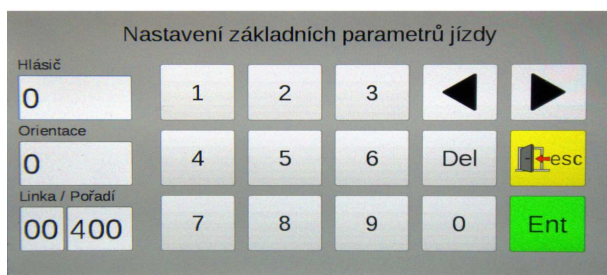 Nastavení základních parametrů jízdy
Hlásič
0
1 2 3
Orientace
0
4 5 6 Del esc
Linka / Pořadí
00 400
7 8 9 0 Ent